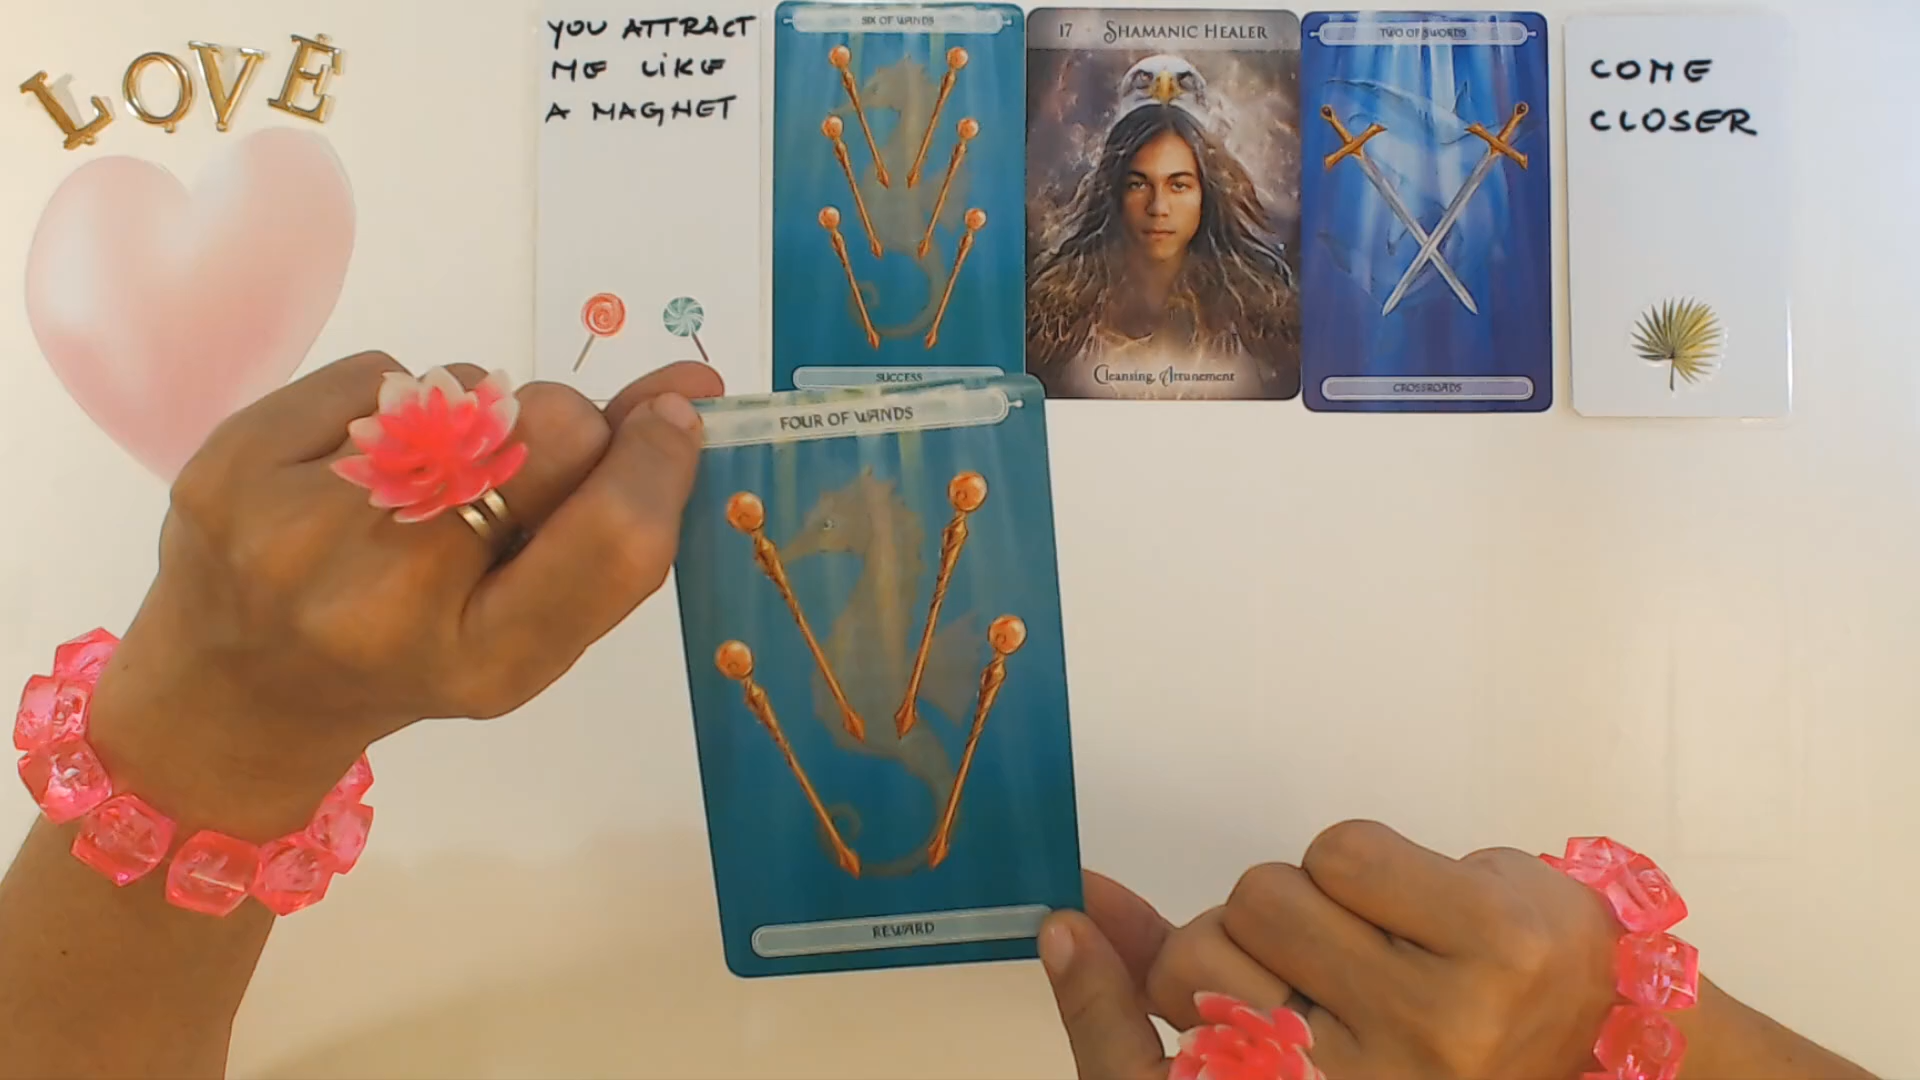 LOVE
YOU ATTRACT
ME LIKE
A MAGNET
SIX OF WANDS
SUCCESS
17 SHAMANIC HEALER
Cleansing, Attunement
TWO OF SWORDS
CROSSROADS
COME
CLOSER
FOUR OF WANDS
REWARD